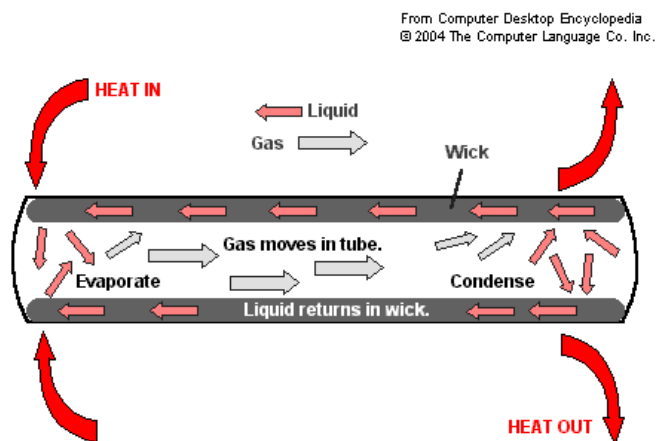 From Computer Desktop Encyclopedia
© 2004 The Computer Language Co. Inc.
HEAT IN
Liquid
Gas
Wick
Gas moves in tube.
Evaporate
Condense
Liquid returns in wick.
HEAT OUT